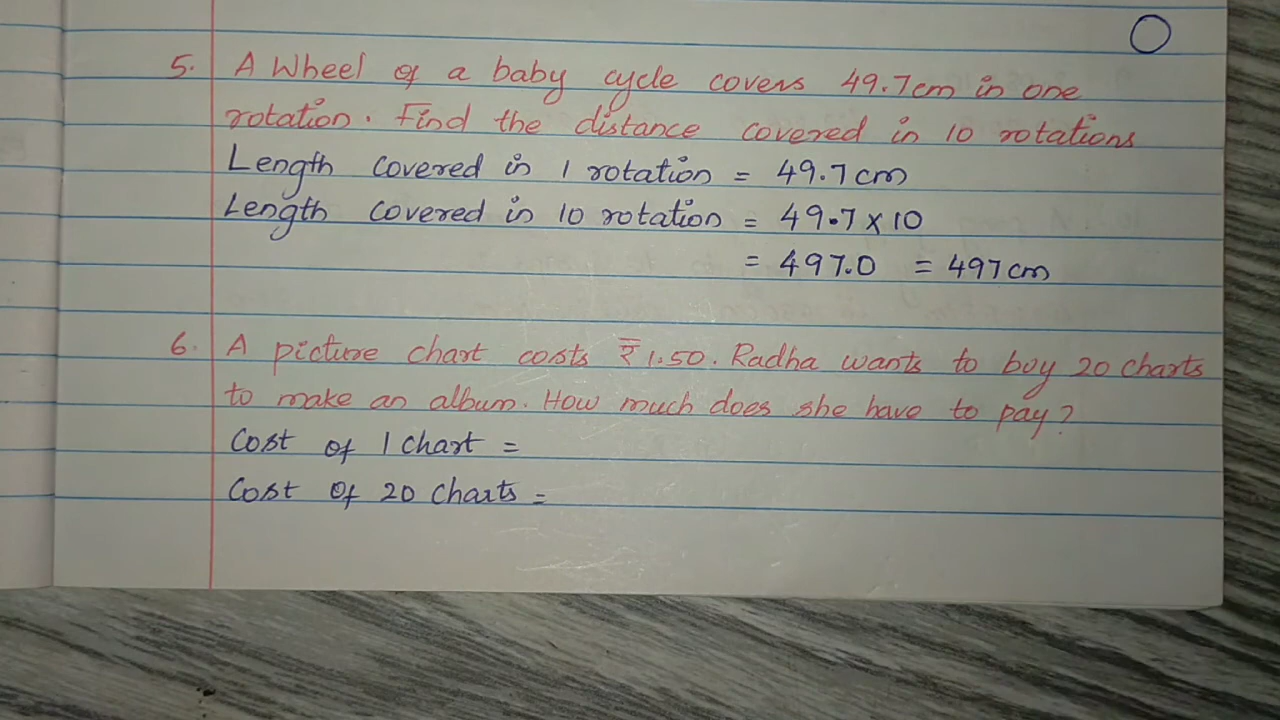 5. A Wheel of a baby cycle covers 49.7cm in one
rotation. Find the distance covered in 10 rotations
Length covered in 1 rotation = 49.7cm
Length covered in 10 rotation = 49.7 x 10
= 497.0 = 497cm
6. A picture chart costs ₹1.50. Radha wants to buy 20 charts
to make an album. How much does she have to pay?
Cost of 1 chart =
Cost of 20 Charts =